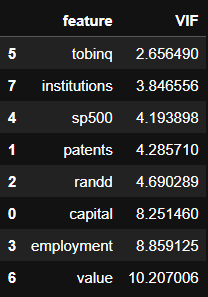 feature VIF
5 tobinq 2.656490
7 institutions 3.846556
4 sp500 4.193898
1 patents 4.285710
2 randd 4.690289
0 capital 8.251460
3 employment 8.859125
6 value 10.207006